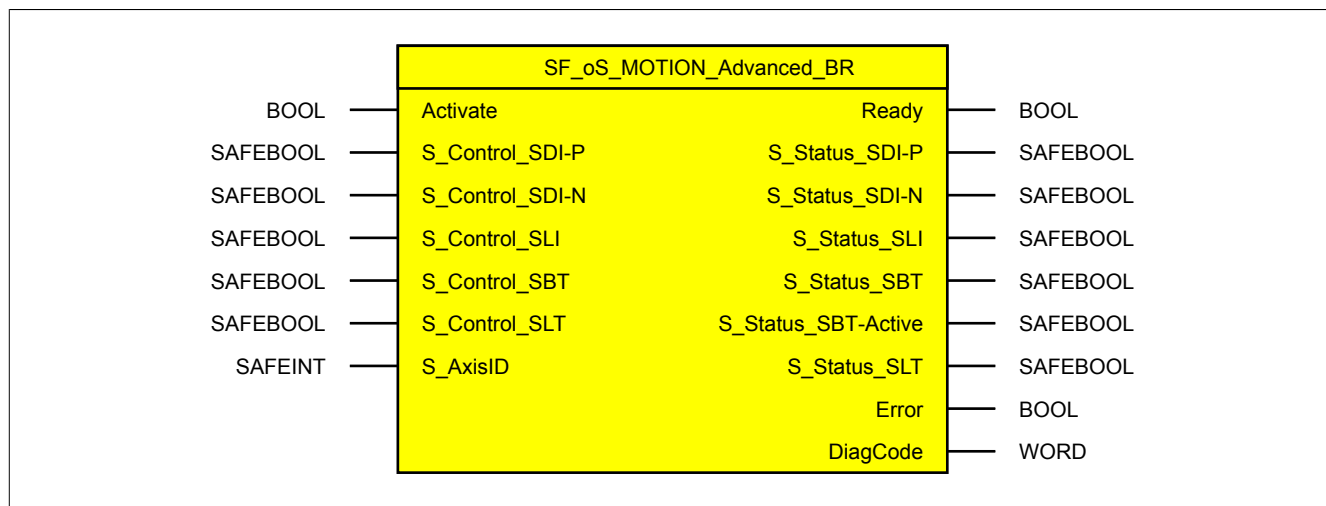 SF_oS_MOTION_Advanced_BR
BOOL Activate Ready BOOL
SAFEBOOL S_Control_SDI-P S_Status_SDI-P SAFEBOOL
SAFEBOOL S_Control_SDI-N S_Status_SDI-N SAFEBOOL
SAFEBOOL S_Control_SLI S_Status_SLI SAFEBOOL
SAFEBOOL S_Control_SBT S_Status_SBT SAFEBOOL
SAFEBOOL S_Control_SLT S_Status_SBT-Active SAFEBOOL
SAFEINT S_AxisID S_Status_SLT SAFEBOOL
Error BOOL
DiagCode WORD